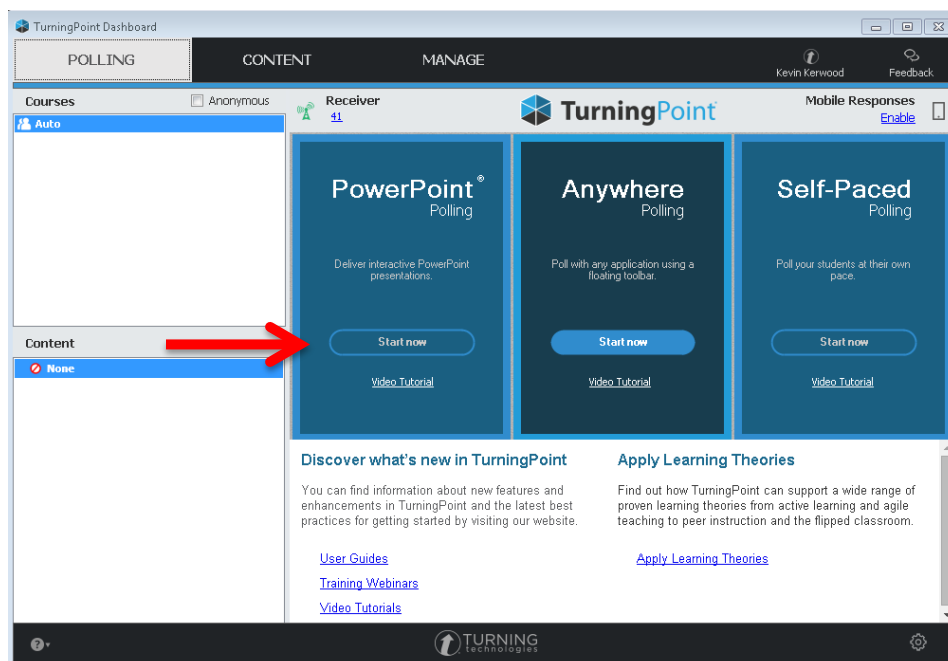 TurningPoint Dashboard
POLLING
CONTENT
MANAGE
Kevin Kerwood
Feedback
Courses
Anonymous
Auto
Receiver
41
TurningPoint
Mobile Responses
Enable
PowerPoint®
Polling
Deliver interactive PowerPoint
presentations.
Start now
Video Tutorial
Anywhere
Polling
Poll with any application using a
floating toolbar.
Start now
Video Tutorial
Self-Paced
Polling
Poll your students at their own
pace.
Start now
Video Tutorial
Content
None
Discover what's new in TurningPoint
You can find information about new features and
enhancements in TurningPoint and the latest best
practices for getting started by visiting our website.
User Guides
Training Webinars
Video Tutorials
Apply Learning Theories
Find out how TurningPoint can support a wide range of
proven learning theories from active learning and agile
teaching to peer instruction and the flipped classroom.
Apply Learning Theories
TURNING
technologies